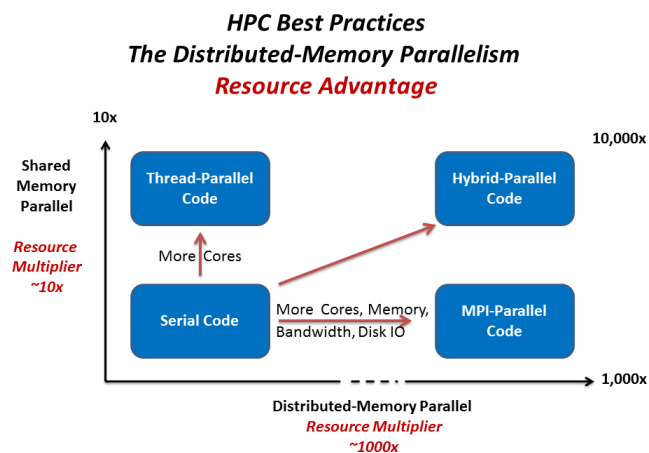 HPC Best Practices
The Distributed-Memory Parallelism
Resource Advantage
10x
10,000x
Shared
Memory
Parallel
Resource
Multiplier
~10x
Thread-Parallel
Code
Hybrid-Parallel
Code
More Cores
Serial Code
More Cores, Memory,
Bandwidth, Disk IO
MPI-Parallel
Code
1,000x
Distributed-Memory Parallel
Resource Multiplier
~1000x